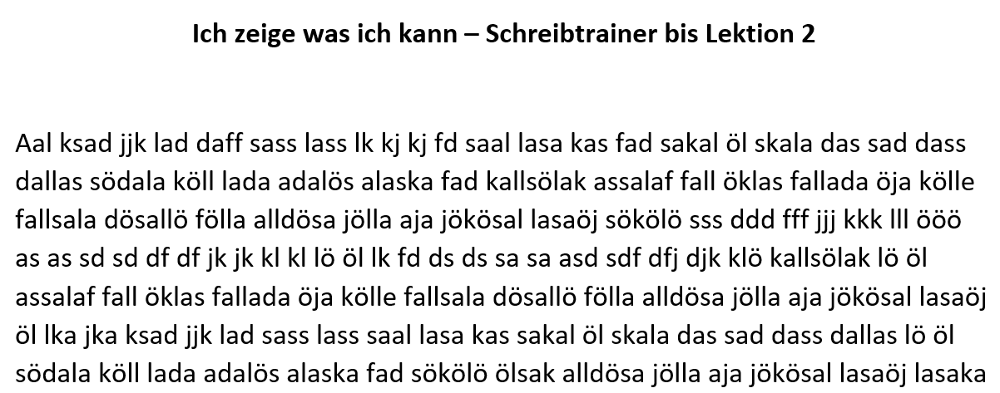 Ich zeige was ich kann – Schreibtrainer bis Lektion 2
Aal ksad jjk lad daff sass lass lk kj kj fd saal lasa kas fad sakal öl skala das sad dass
dallas södala köll lada adalös alaska fad kallsölak assalaf fall öklas fallada öja kölle
fallsala dösallö fölla alldösa jölla aja jökösal lasaöj sökölö sss ddd fff jjj kkk lll ööö
as as sd sd df df jk jk kl kl lö öl lk fd ds ds sa sa asd sdf dfj djk klö kallsölak lö öl
assalaf fall öklas fallada öja kölle fallsala dösallö fölla alldösa jölla aja jökösal lasaöj
öl lka jka ksad jjk lad sass lass saal lasa kas sakal öl skala das sad dass dallas lö öl
södala köll lada adalös alaska fad sökölö ölsak alldösa jölla aja jökösal lasaöj lasaka